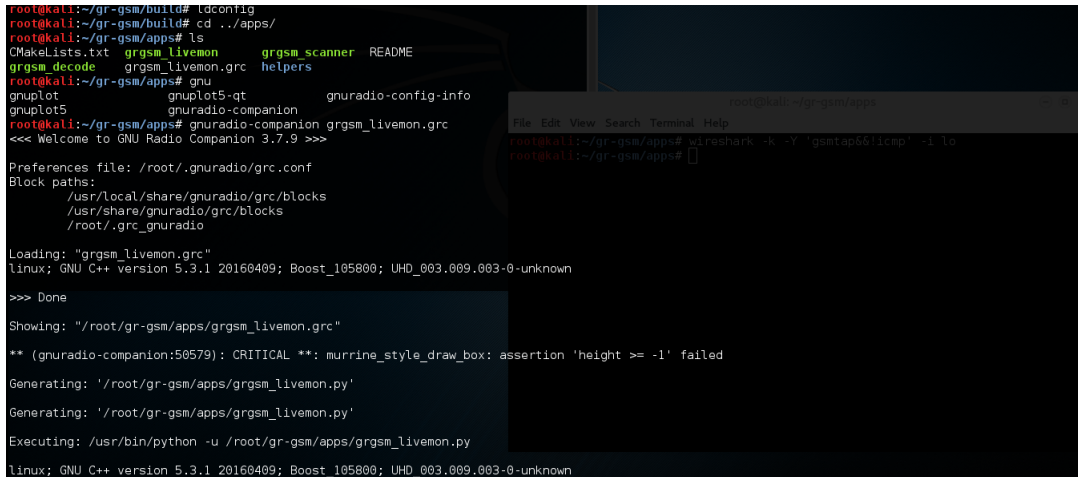 root@kali:~/gr-gsm/build# ldconfig
root@kali:~/gr-gsm/build# cd ../apps/
root@kali:~/gr-gsm/apps# ls
CMakeLists.txt grgsm_livemon grgsm_scanner README
grgsm_decode grgsm_livemon.grc helpers
root@kali:~/gr-gsm/apps# gnu
gnuplot gnuplot5-qt gnuradio-config-info
gnuplot5 gnuradio-companion
root@kali:~/gr-gsm/apps# gnuradio-companion grgsm_livemon.grc
<<< Welcome to GNU Radio Companion 3.7.9 >>>
Preferences file: /root/.gnuradio/grc.conf
Block paths:
/usr/local/share/gnuradio/grc/blocks
/usr/share/gnuradio/grc/blocks
/root/.grc_gnuradio
Loading: "grgsm_livemon.grc"
linux; GNU C++ version 5.3.1 20160409; Boost_105800; UHD_003.009.003-0-unknown
>>> Done
Showing: "/root/gr-gsm/apps/grgsm_livemon.grc"
** (gnuradio-companion:50579): CRITICAL **: murrine_style_draw_box: assertion 'height >= -1' failed
Generating: '/root/gr-gsm/apps/grgsm_livemon.py'
Generating: '/root/gr-gsm/apps/grgsm_livemon.py'
Executing: /usr/bin/python -u /root/gr-gsm/apps/grgsm_livemon.py
linux; GNU C++ version 5.3.1 20160409; Boost_105800; UHD_003.009.003-0-unknown
root@kali: ~/gr-gsm/apps
File Edit View Search Terminal Help
root@kali:~/gr-gsm/apps# wireshark -k -Y 'gsmtap&&!icmp' -i lo
root@kali:~/gr-gsm/apps#